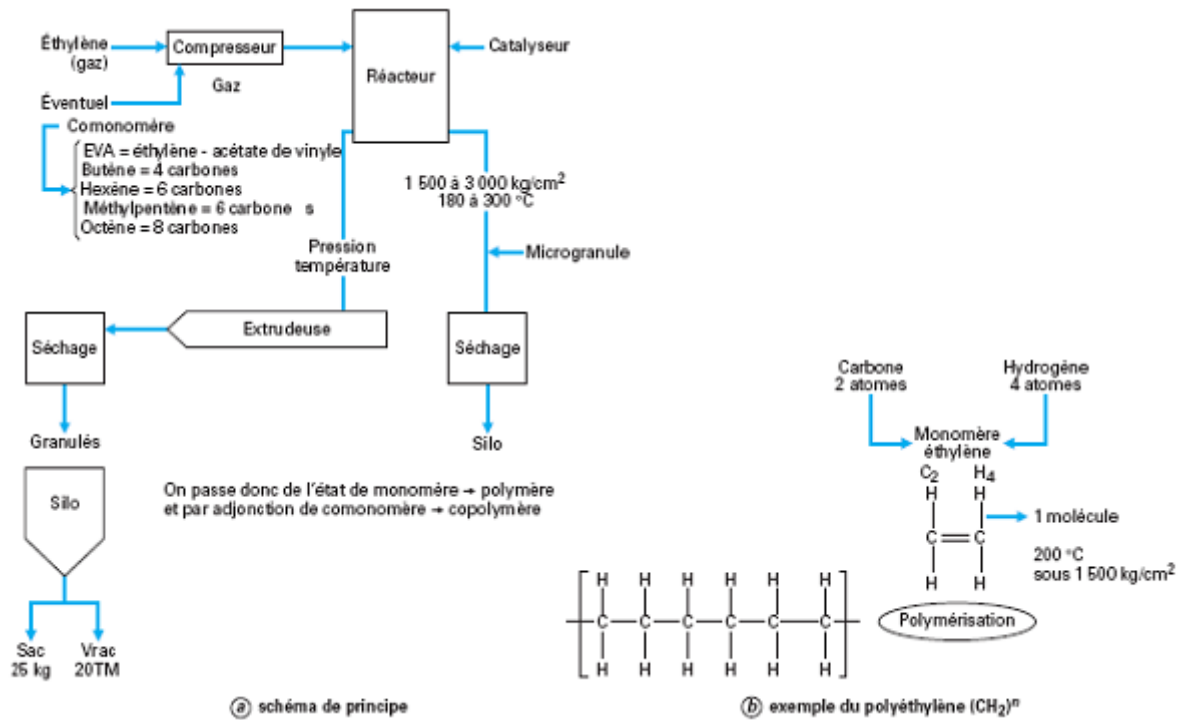 Éthylène
(gaz)
Compresseur
Gaz
Réacteur
Catalyseur
Éventuel
Comonomère
EVA = éthylène - acétate de vinyle
Butène = 4 carbones
Hexène = 6 carbones
Méthylpentène = 6 carbone s
Octène = 8 carbones
1 500 à 3 000 kg/cm²
180 à 300 °C
Pression
température
Microgranule
Extrudeuse
Séchage
Séchage
Granulés
Silo
Silo
On passe donc de l'état de monomère → polymère
et par adjonction de comonomère → copolymère
Sac
25 kg
Vrac
20TM
ⓐ schéma de principe
Carbone
2 atomes
Hydrogène
4 atomes
Monomère
éthylène
C₂ H₄
H H
1 molécule
C C
200 °C
sous 1 500 kg/cm²
H H
Polymérisation
H H H H H H
C C C C C C
H H H H H H
ⓑ exemple du polyéthylène (CH₂)ⁿ